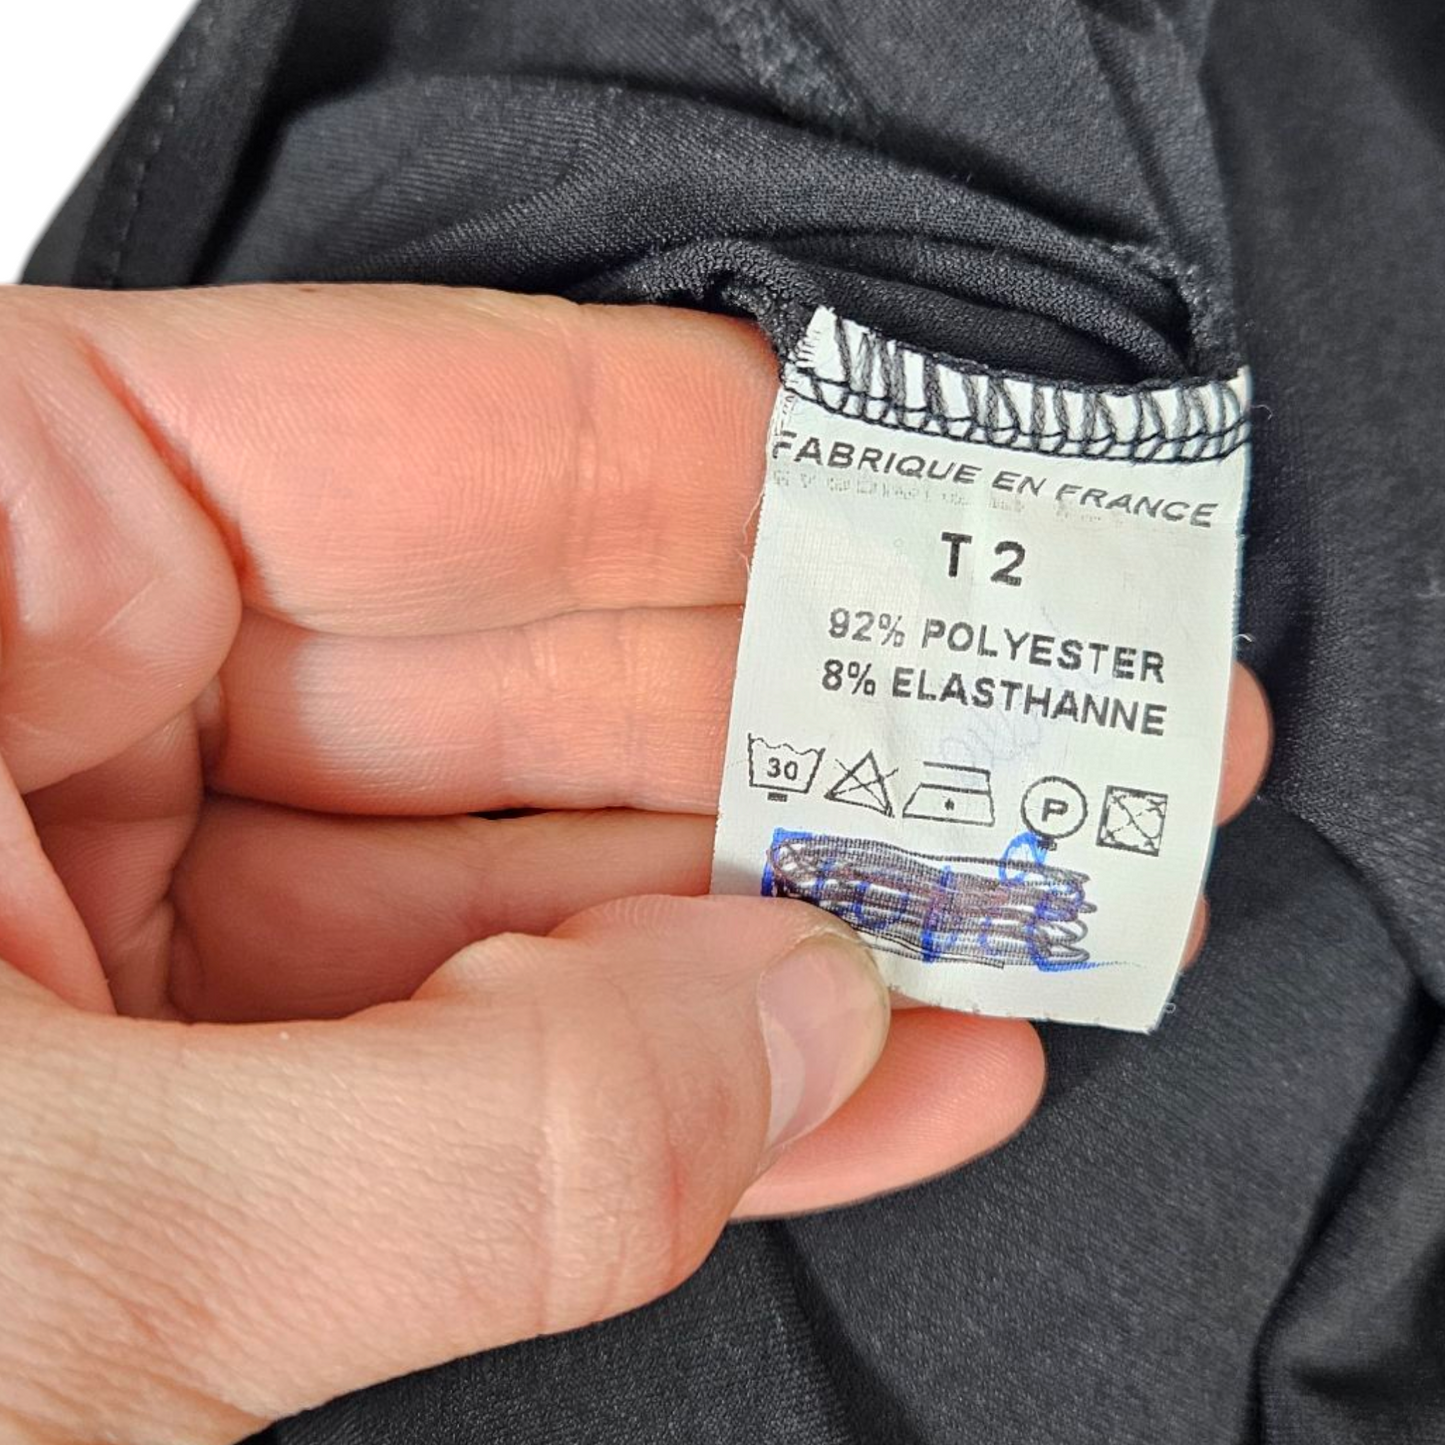 FABRIQUE EN FRANCE
T 2
92% POLYESTER
8% ELASTHANNE
30 P